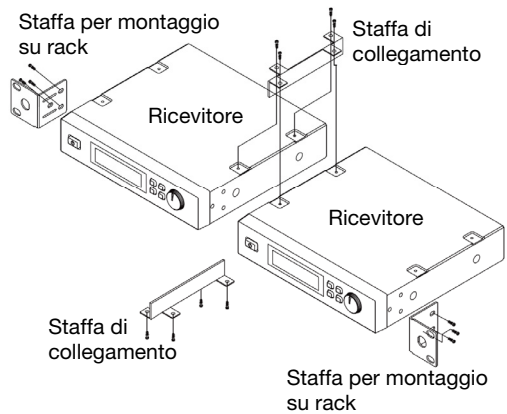 Staffa per montaggio
su rack
Staffa di
collegamento
Ricevitore
Ricevitore
Staffa di
collegamento
Staffa per montaggio
su rack